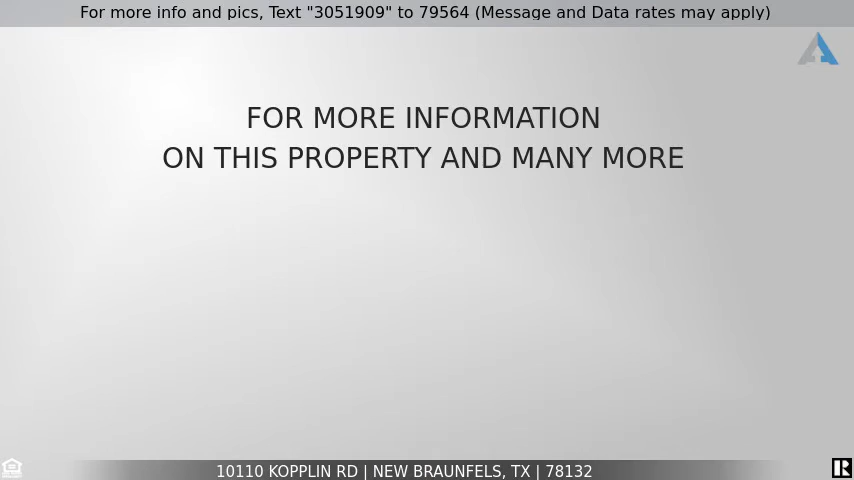 For more info and pics, Text "3051909" to 79564 (Message and Data rates may apply)
FOR MORE INFORMATION
ON THIS PROPERTY AND MANY MORE
10110 KOPPLIN RD | NEW BRAUNFELS, TX | 78132